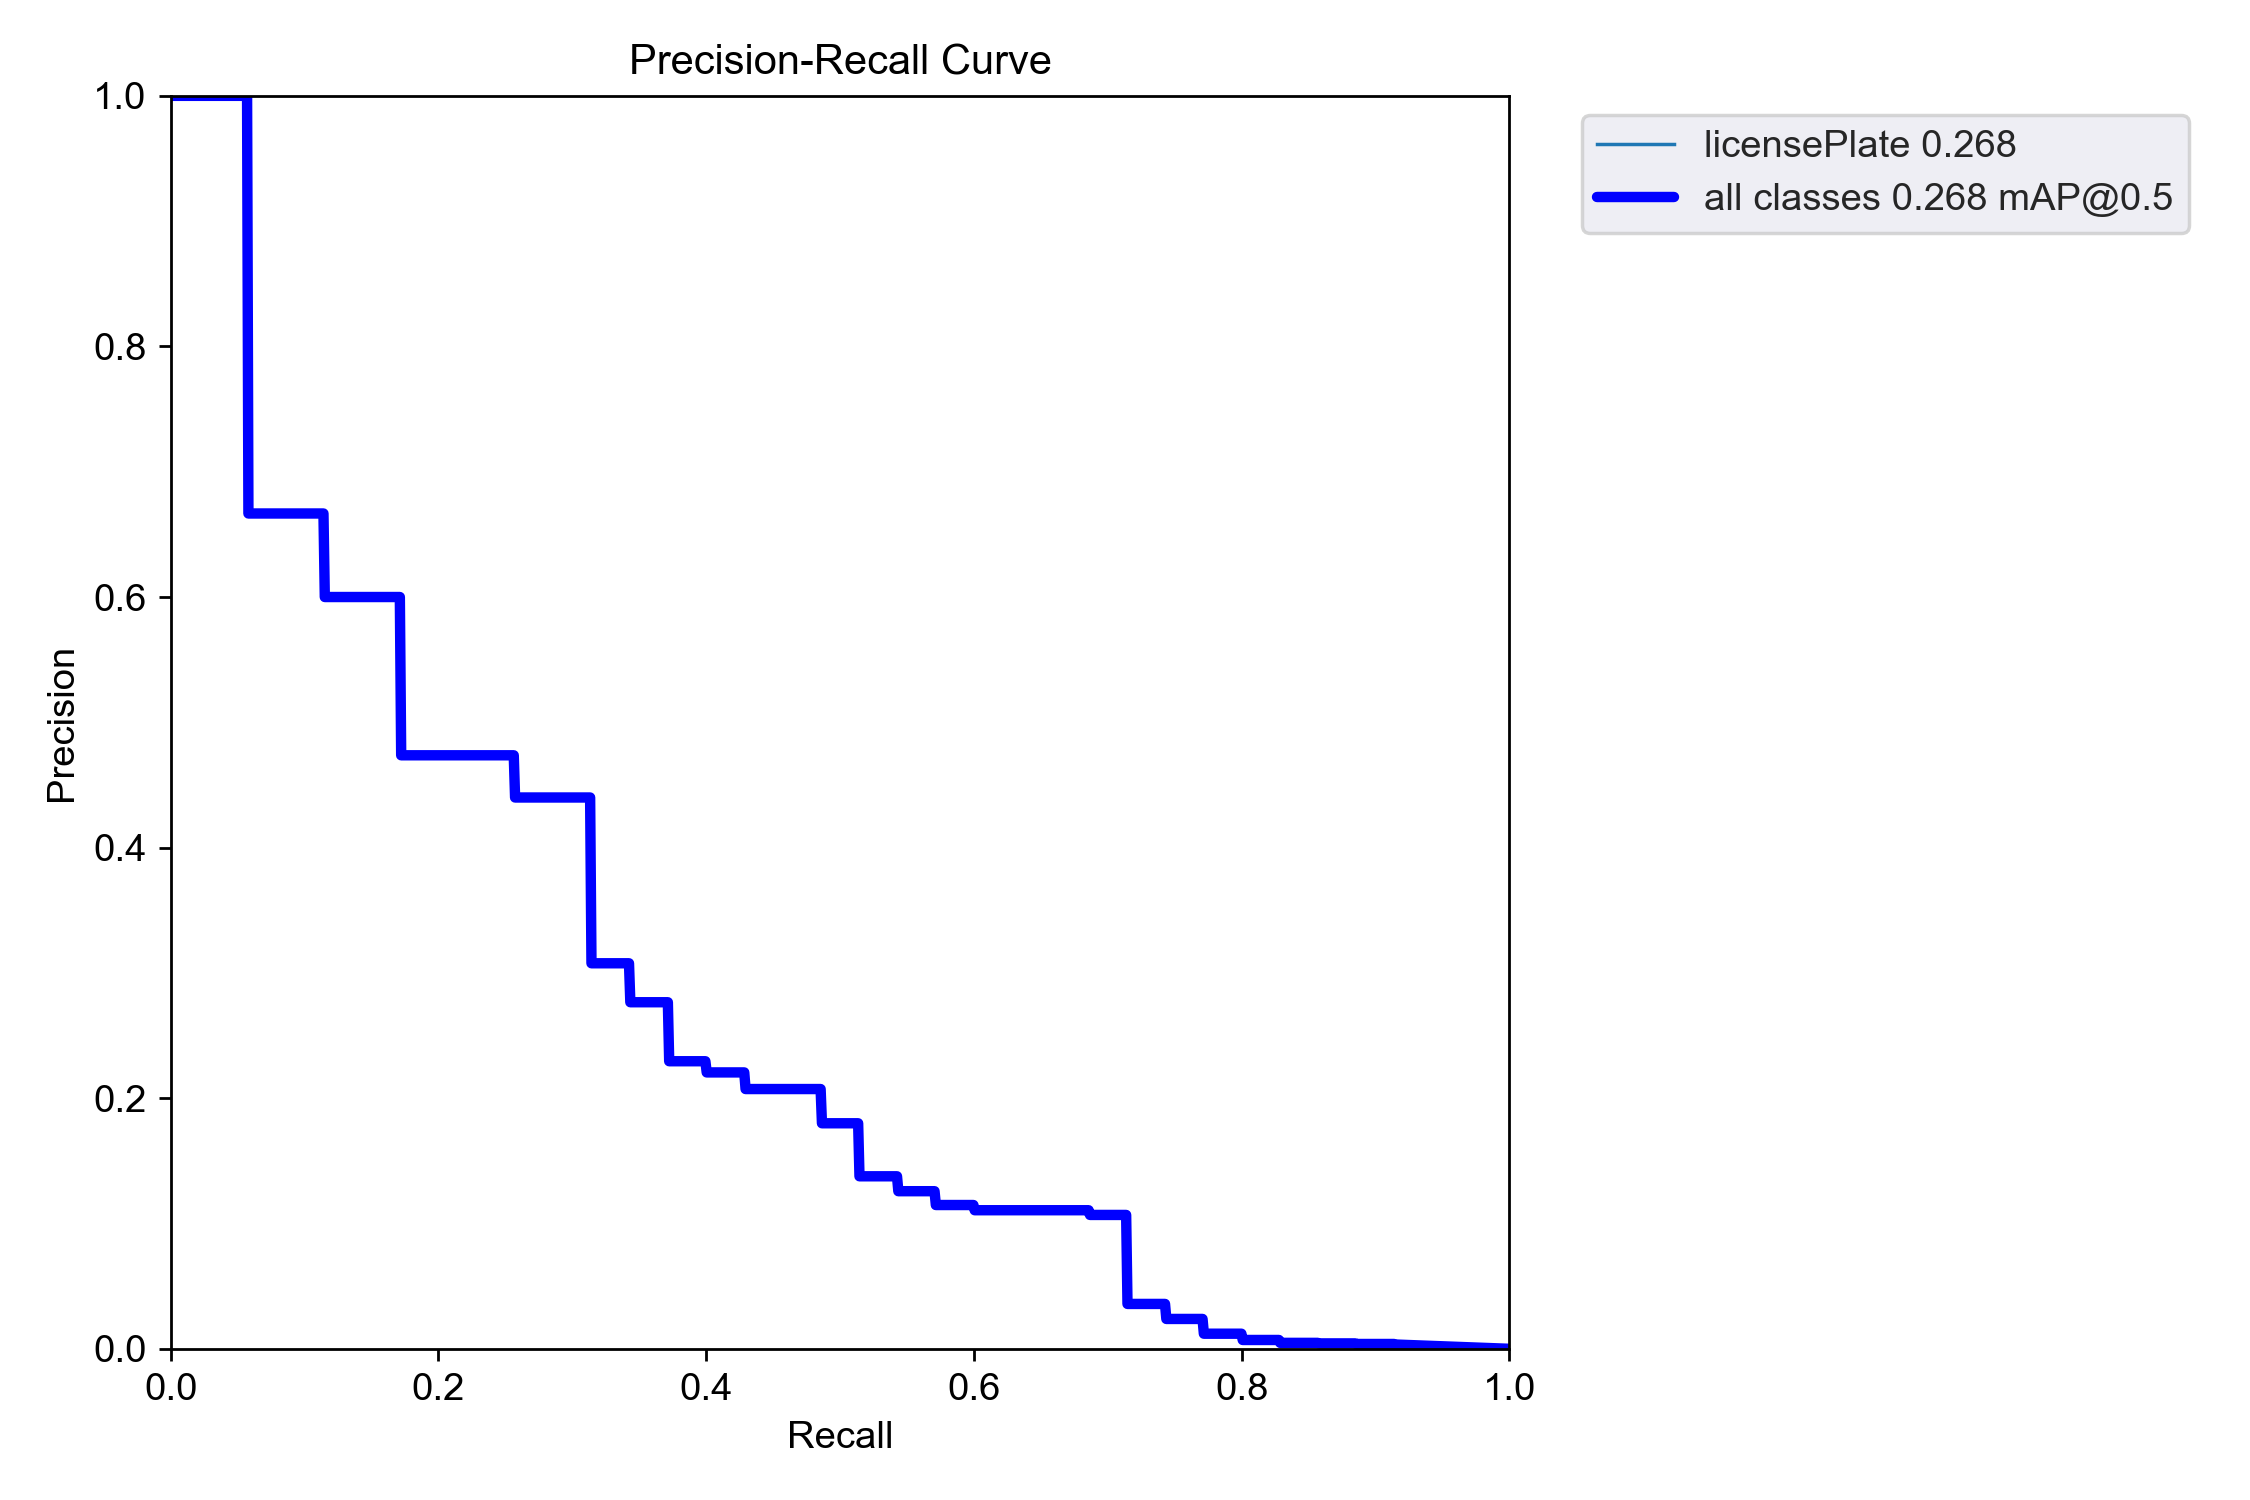 Precision-Recall Curve
1.0
0.8
0.6
0.4
0.2
0.0
Precision
0.0 0.2 0.4 0.6 0.8 1.0
Recall
licensePlate 0.268
all classes 0.268 mAP@0.5